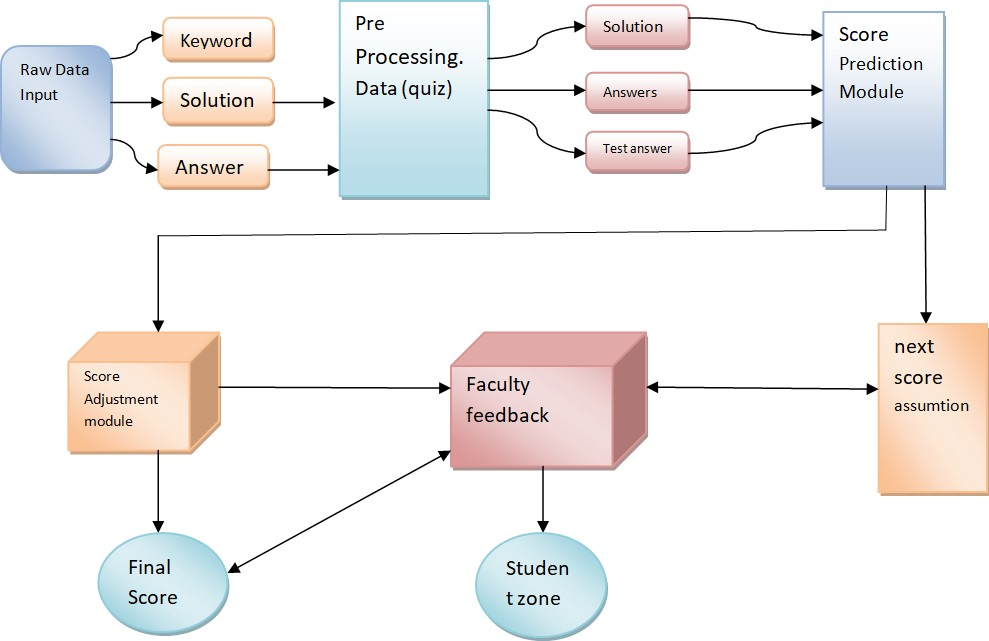 Raw Data
Input
Keyword
Solution
Answer
Pre
Processing.
Data (quiz)
Solution
Answers
Test answer
Score
Prediction
Module
Score
Adjustment
module
Faculty
feedback
next
score
assumtion
Final
Score
Studen
t zone